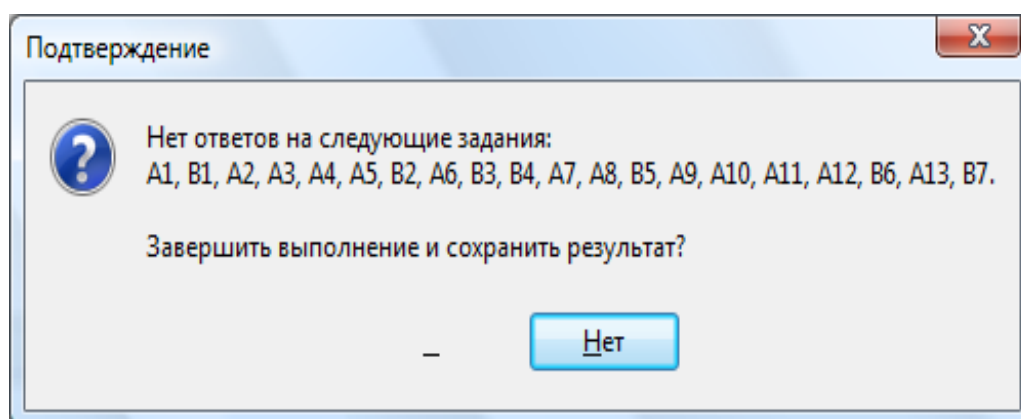 Подтверждение
X
Нет ответов на следующие задания:
A1, B1, A2, A3, A4, A5, B2, A6, B3, B4, A7, A8, B5, A9, A10, A11, A12, B6, A13, B7.
Завершить выполнение и сохранить результат?
Нет